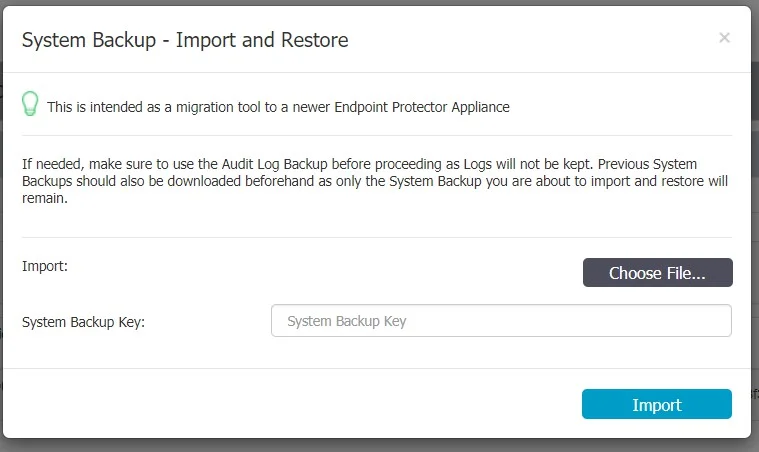 System Backup - Import and Restore
×
This is intended as a migration tool to a newer Endpoint Protector Appliance
If needed, make sure to use the Audit Log Backup before proceeding as Logs will not be kept. Previous System
Backups should also be downloaded beforehand as only the System Backup you are about to import and restore will
remain.
Import:
Choose File...
System Backup Key:
System Backup Key
Import